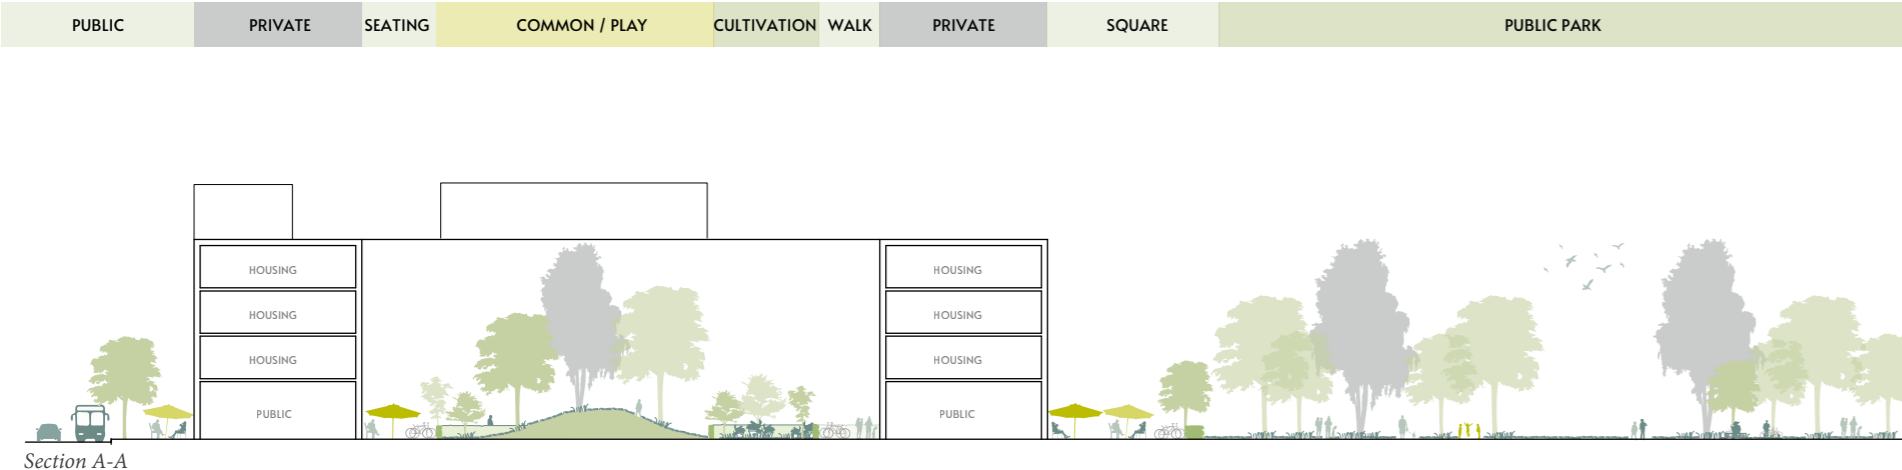 PUBLIC PRIVATE SEATING COMMON / PLAY CULTIVATION WALK PRIVATE SQUARE PUBLIC PARK
HOUSING HOUSING
HOUSING HOUSING
HOUSING HOUSING
PUBLIC PUBLIC
Section A-A